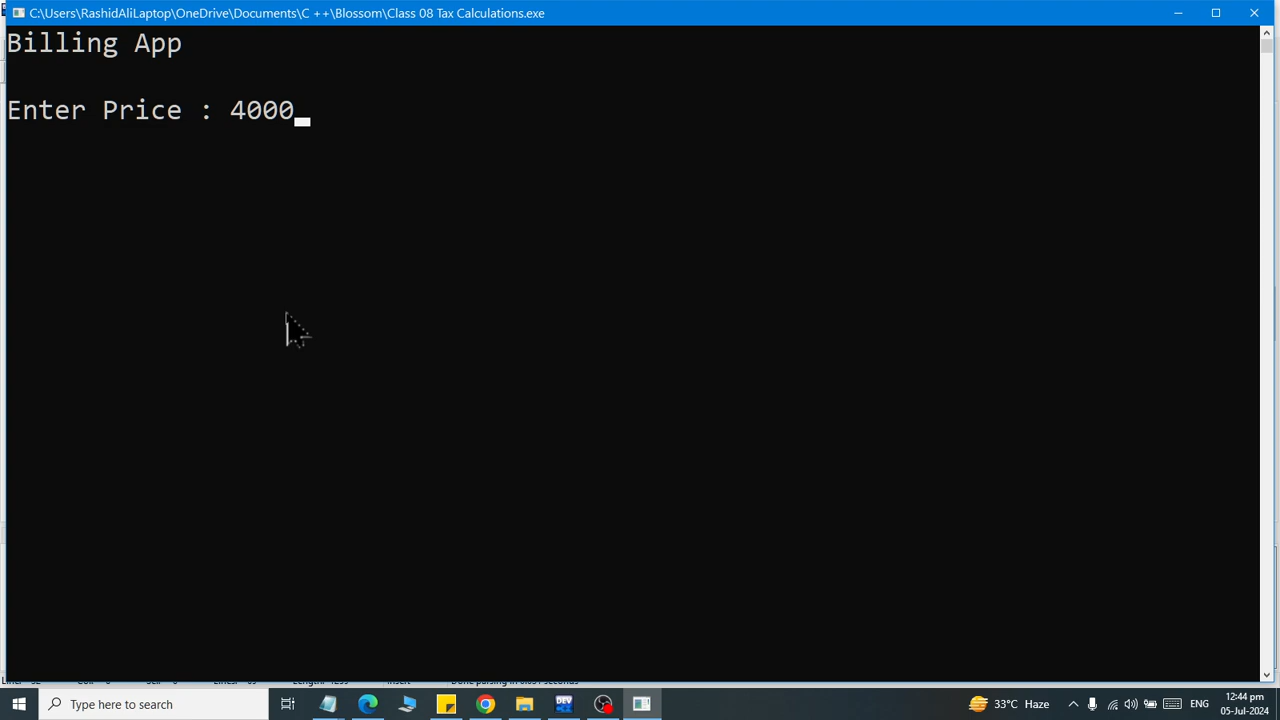 C:\Users\RashidAliLaptop\OneDrive\Documents\C ++\Blossom\Class 08 Tax Calculations.exe
Billing App
Enter Price : 4000
Type here to search
DEV
33°C Haze
ENG
12:44 pm
05-Jul-2024